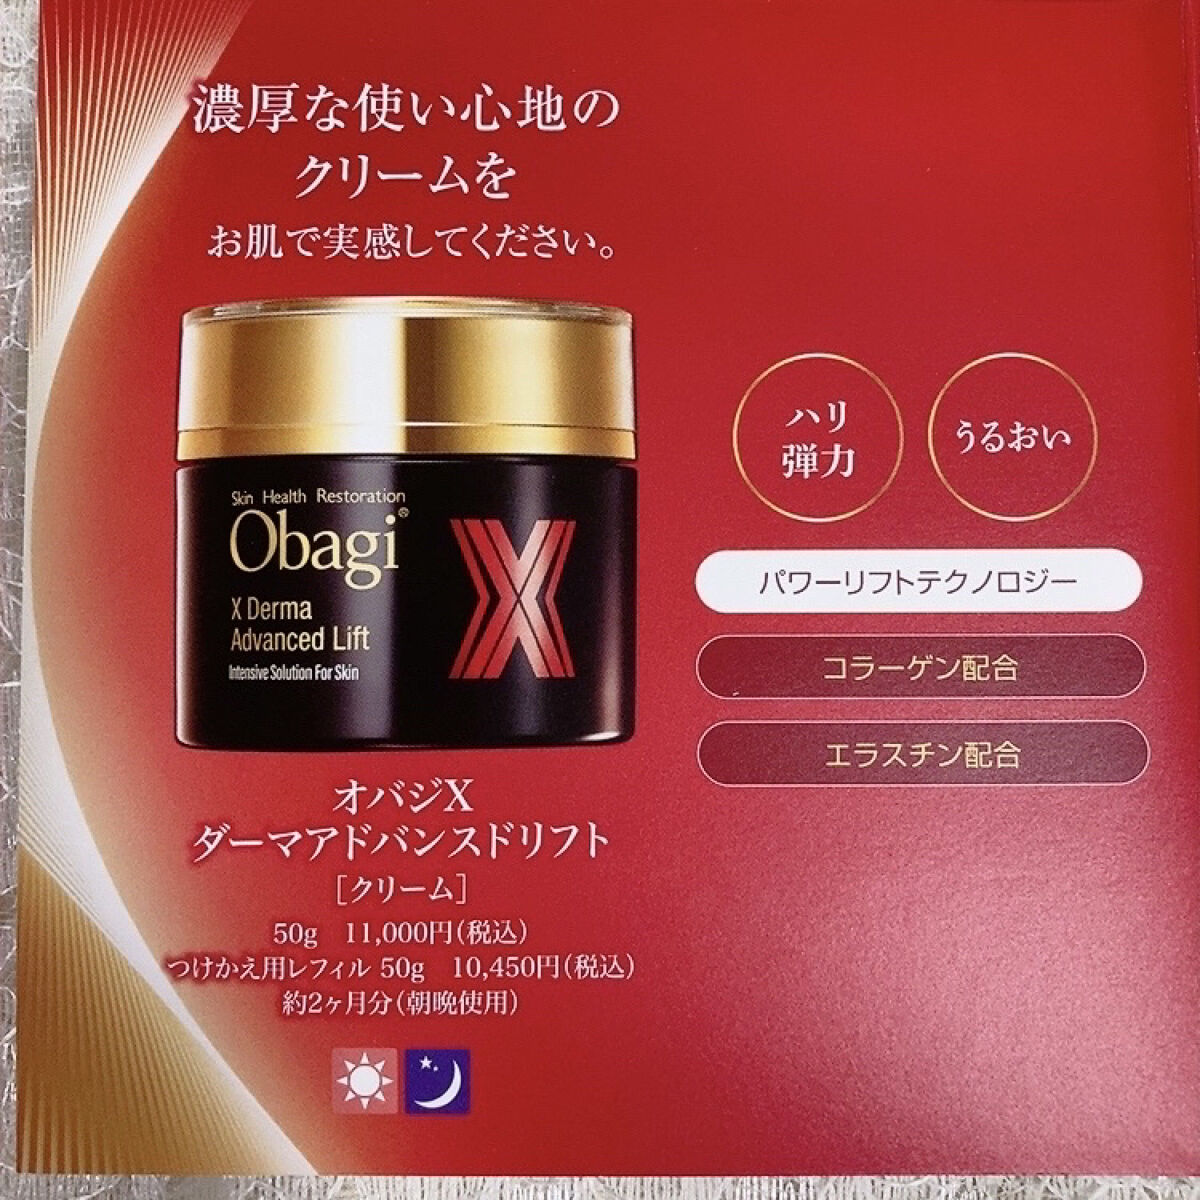 濃厚な使い心地の
クリームを
お肌で実感してください。
Skin Health Restoration
Obagi®
X Derma
Advanced Lift
Intensive Solution For Skin
X
オバジX
ダーマアドバンスドリフト
[クリーム]
50g 11,000円(税込)
つけかえ用レフィル 50g 10,450円(税込)
約2ヶ月分(朝晩使用)
ハリ
弾力
うるおい
パワーリフトテクノロジー
コラーゲン配合
エラスチン配合